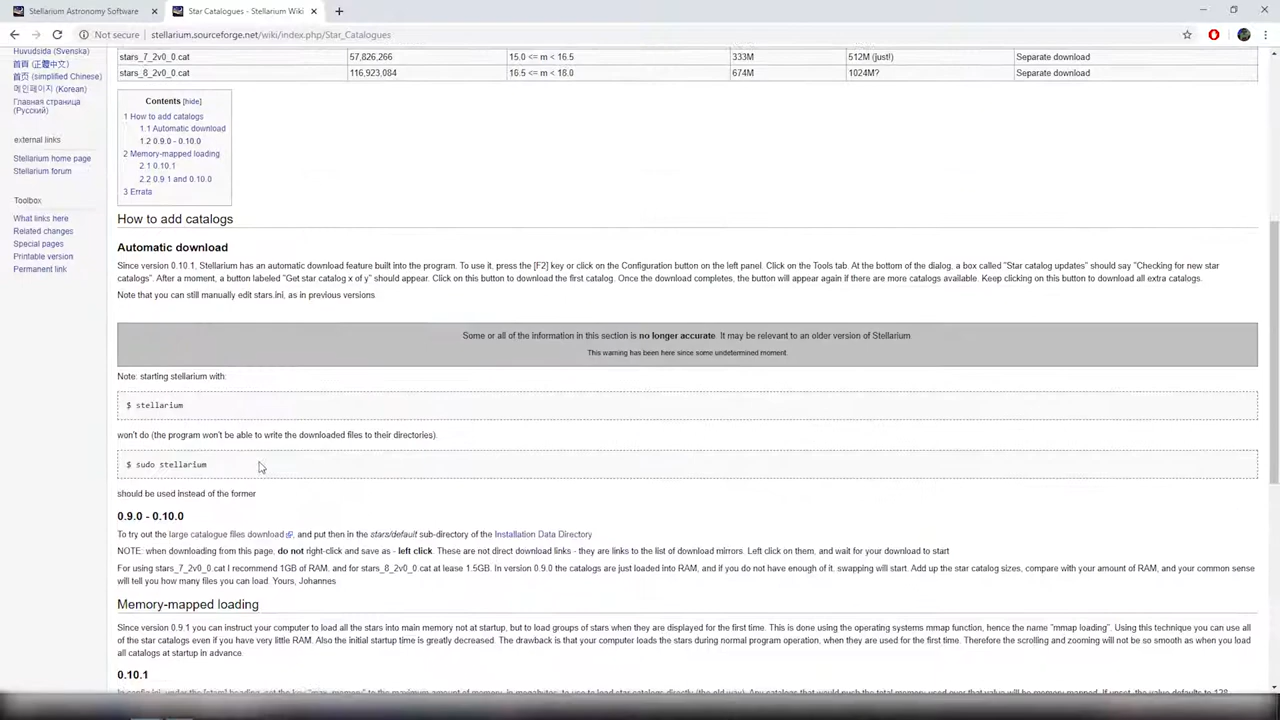 Stellarium Astronomy Software
Star Catalogues - Stellarium Wiki
stellarium.sourceforge.net/wiki/index.php/Star_Catalogues
Huvudsida (Svenska)
首頁 (正體中文)
首页 (simplified Chinese)
메인페이지 (Korean)
Главная страница
(Русский)
external links
Stellarium home page
Stellarium forum
Toolbox
What links here
Related changes
Special pages
Printable version
Permanent link
stars_7_2v0_0.cat 57,826,266 15.0 <= m < 16.5 333M 512M (just!) Separate download
stars_8_2v0_0.cat 116,923,084 16.5 <= m < 18.0 674M 1024M? Separate download
Contents [hide]
1 How to add catalogs
1.1 Automatic download
1.2 0.9.0 - 0.10.0
2 Memory-mapped loading
2.1 0.10.1
2.2 0.9 1 and 0.10.0
3 Errata
How to add catalogs
Automatic download
Since version 0.10.1, Stellarium has an automatic download feature built into the program. To use it, press the [F2] key or click on the Configuration button on the left panel. Click on the Tools tab. At the bottom of the dialog, a box called "Star catalog updates" should say "Checking for new star
catalogs". After a moment, a button labeled "Get star catalog x of y" should appear. Click on this button to download the first catalog. Once the download completes, the button will appear again if there are more catalogs available. Keep clicking on this button to download all extra catalogs.
Note that you can still manually edit stars.ini, as in previous versions
Some or all of the information in this section is no longer accurate. It may be relevant to an older version of Stellarium
This warning has been here since some undetermined moment.
Note: starting stellarium with:
$ stellarium
won't do (the program won't be able to write the downloaded files to their directories).
$ sudo stellarium
should be used instead of the former
0.9.0 - 0.10.0
To try out the large catalogue files download, and put then in the stars/default sub-directory of the Installation Data Directory
NOTE: when downloading from this page, do not right-click and save as - left click. These are not direct download links - they are links to the list of download mirrors. Left click on them, and wait for your download to start
For using stars_7_2v0_0.cat I recommend 1GB of RAM, and for stars_8_2v0_0.cat at lease 1.5GB. In version 0.9.0 the catalogs are just loaded into RAM, and if you do not have enough of it. swapping will start. Add up the star catalog sizes, compare with your amount of RAM, and your common sense
will tell you how many files you can load. Yours, Johannes
Memory-mapped loading
Since version 0.9.1 you can instruct your computer to load all the stars into main memory not at startup, but to load groups of stars when they are displayed for the first time. This is done using the operating systems mmap function, hence the name "mmap loading". Using this technique you can use all
of the star catalogs even if you have very little RAM. Also the initial startup time is greatly decreased. The drawback is that your computer loads the stars during normal program operation, when they are used for the first time. Therefore the scrolling and zooming will not be so smooth as when you load
all catalogs at startup in advance.
0.10.1